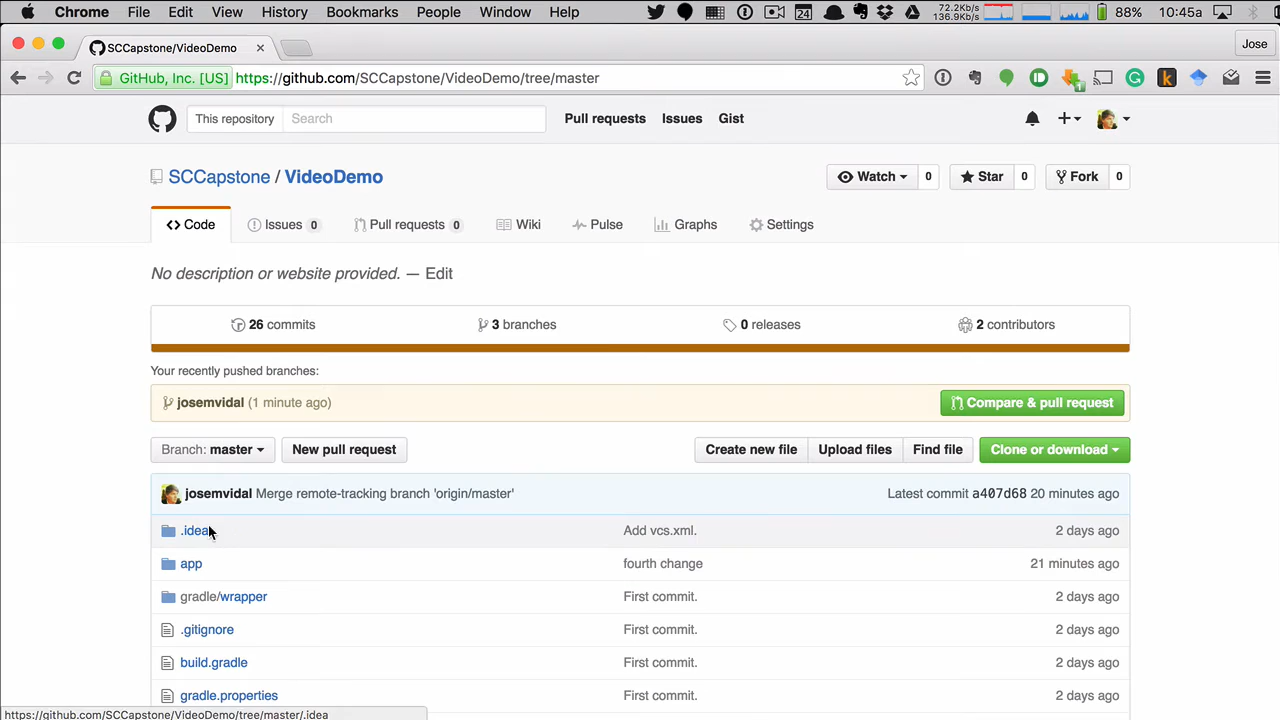 Chrome File Edit View History Bookmarks People Window Help 24 72.2Kb/s 136.9Kb/s 88% 10:45a
SCCapstone/VideoDemo Jose
GitHub, Inc. [US] https://github.com/SCCapstone/VideoDemo/tree/master 1 k
This repository Search Pull requests Issues Gist
SCCapstone / VideoDemo Watch 0 Star 0 Fork 0
Code Issues 0 Pull requests 0 Wiki Pulse Graphs Settings
No description or website provided. — Edit
26 commits 3 branches 0 releases 2 contributors
Your recently pushed branches:
josemvidal (1 minute ago) Compare & pull request
Branch: master New pull request Create new file Upload files Find file Clone or download
josemvidal Merge remote-tracking branch 'origin/master' Latest commit a407d68 20 minutes ago
.idea Add vcs.xml. 2 days ago
app fourth change 21 minutes ago
gradle/wrapper First commit. 2 days ago
.gitignore First commit. 2 days ago
build.gradle First commit. 2 days ago
gradle.properties First commit. 2 days ago
https://github.com/SCCapstone/VideoDemo/tree/master/.idea